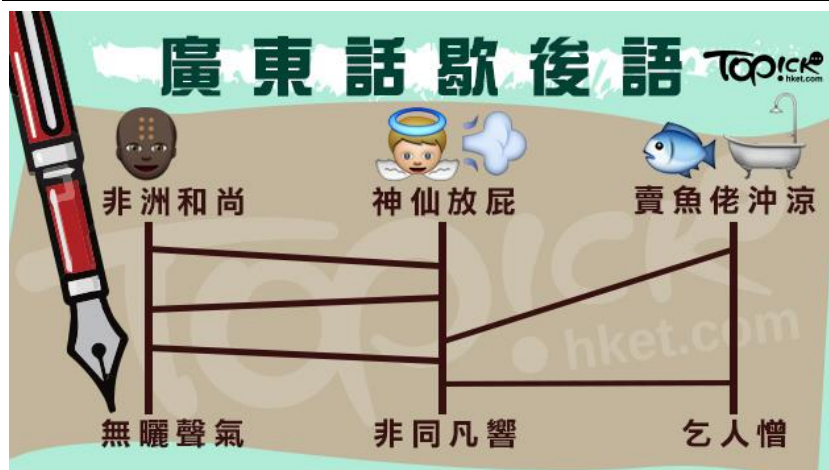 廣東話歇後語
TOPick
hket.com
非洲和尚 神仙放屁 賣魚佬沖涼
TOPick
hket.com
無曬聲氣 非同凡響 乞人憎